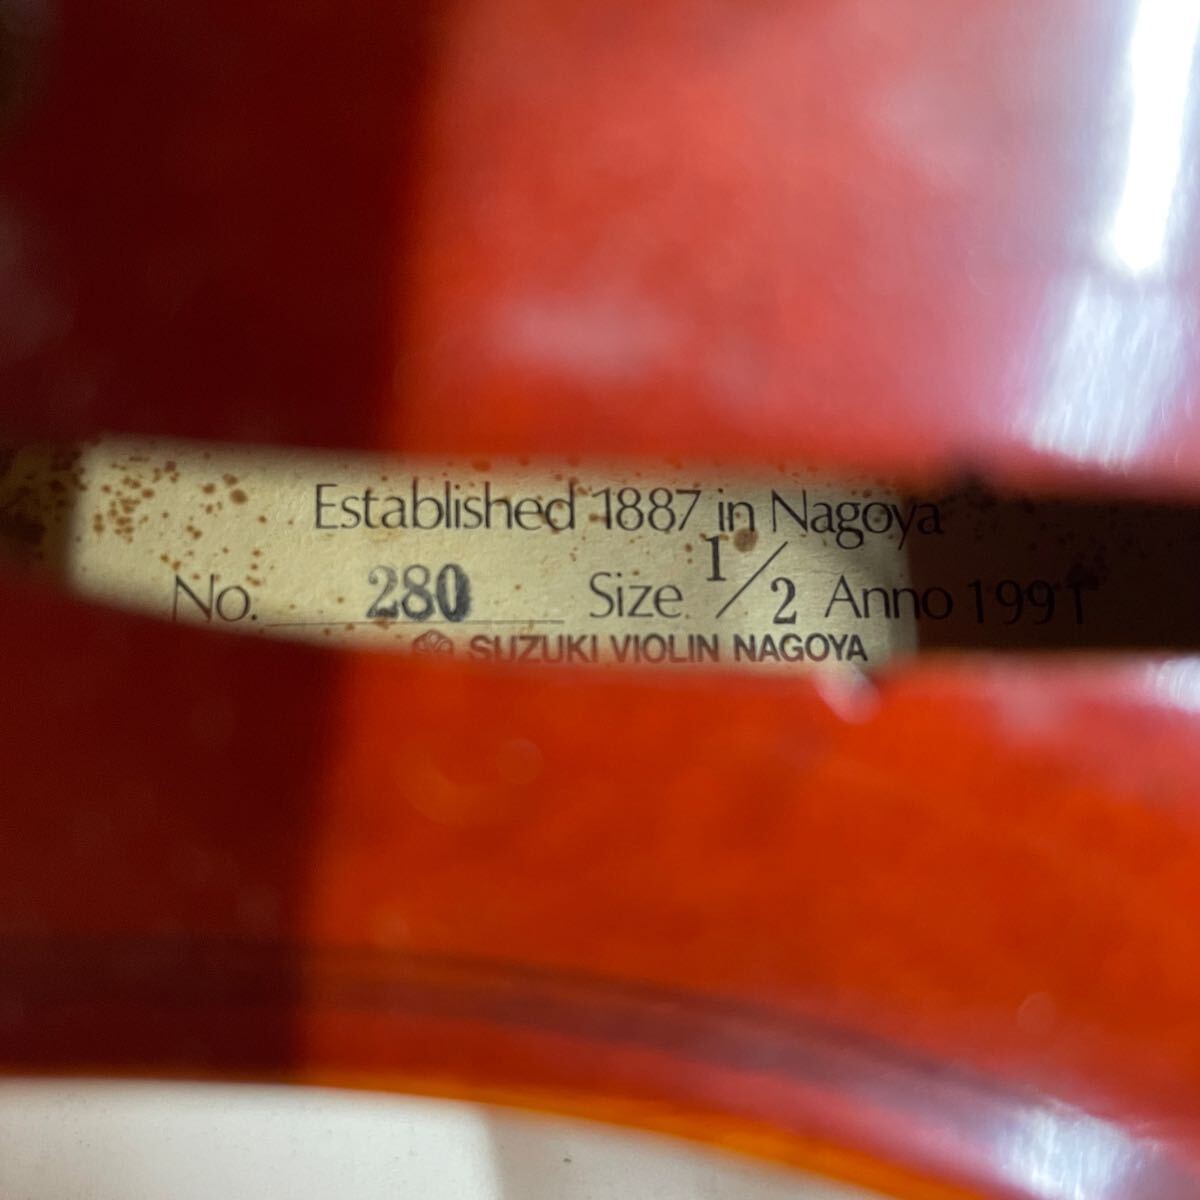 Established 1887 in Nagoya
No. 280 Size 1/2 Anno 1991
SUZUKI VIOLIN NAGOYA